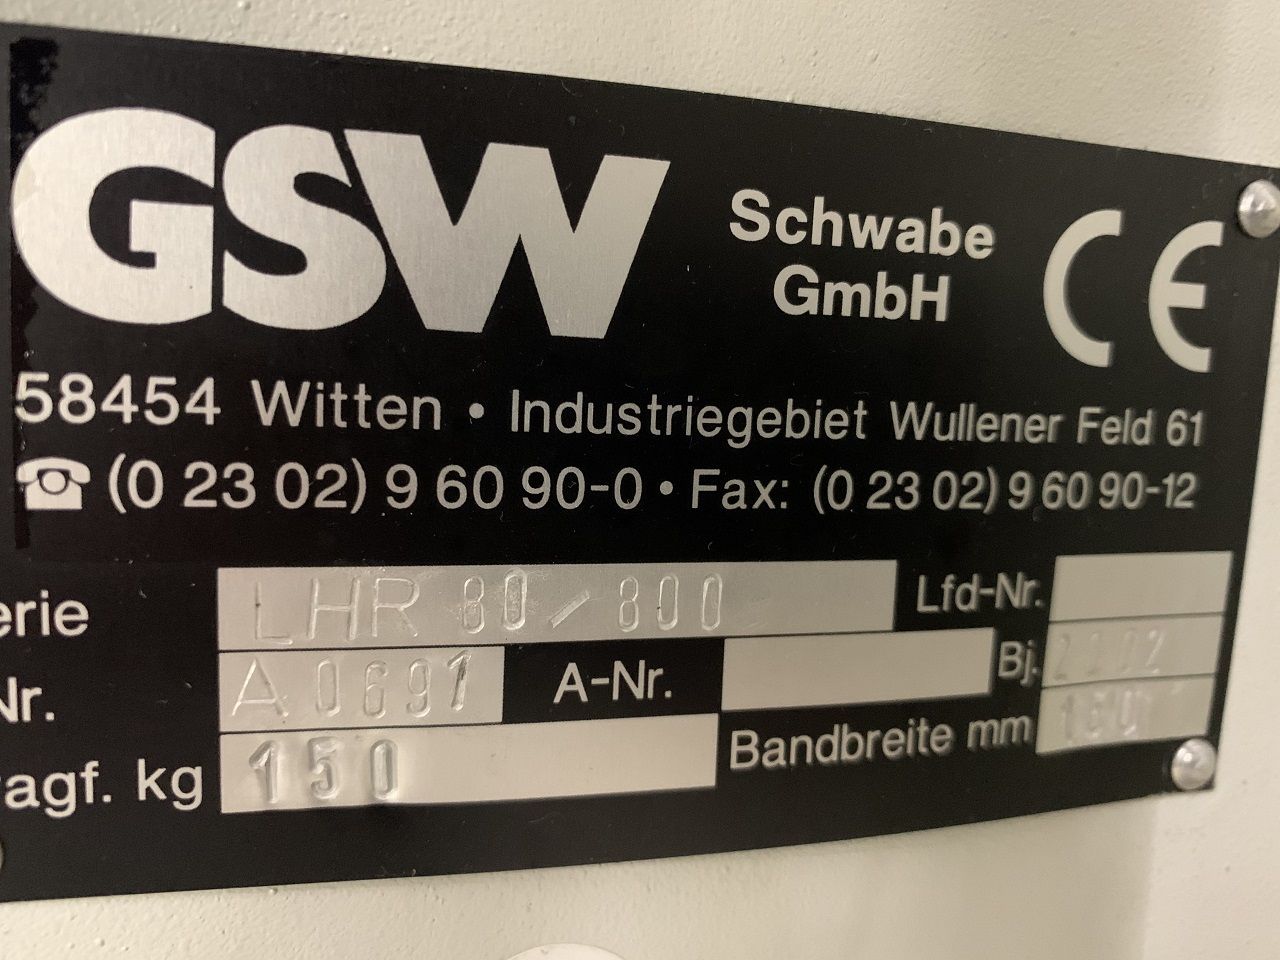 GSW
Schwabe
GmbH
CE
58454 Witten • Industriegebiet Wullener Feld 61
☎ (0 23 02) 9 60 90-0 • Fax: (0 23 02) 9 60 90-12
erie LHR 80/800 Lfd-Nr.
Nr. A0691 A-Nr. Bj.
agf. kg 150 Bandbreite mm